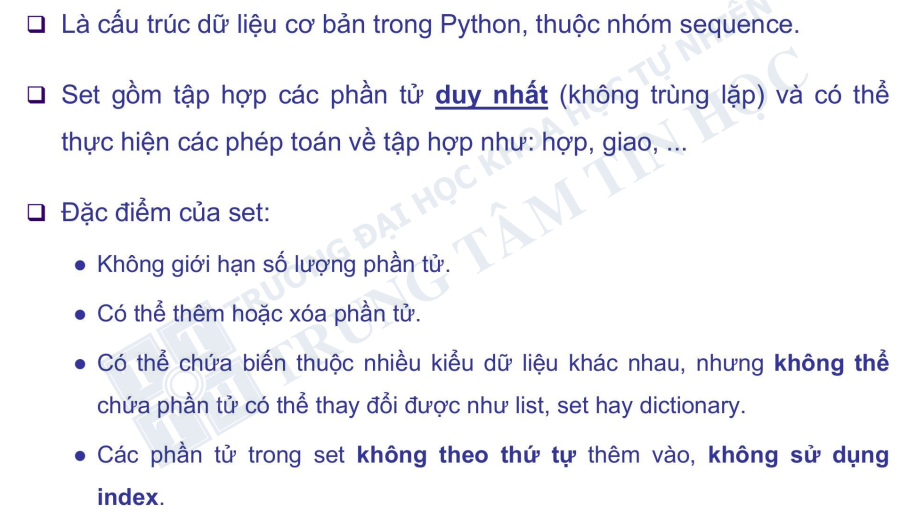 ❑ Là cấu trúc dữ liệu cơ bản trong Python, thuộc nhóm sequence.
❑ Set gồm tập hợp các phần tử duy nhất (không trùng lặp) và có thể
thực hiện các phép toán về tập hợp như: hợp, giao, ...
❑ Đặc điểm của set:
● Không giới hạn số lượng phần tử.
● Có thể thêm hoặc xóa phần tử.
● Có thể chứa biến thuộc nhiều kiểu dữ liệu khác nhau, nhưng không thể
chứa phần tử có thể thay đổi được như list, set hay dictionary.
● Các phần tử trong set không theo thứ tự thêm vào, không sử dụng
index.
TRƯỜNG ĐẠI HỌC KHOA HỌC TỰ NHIÊN
TRUNG TÂM TIN HỌC